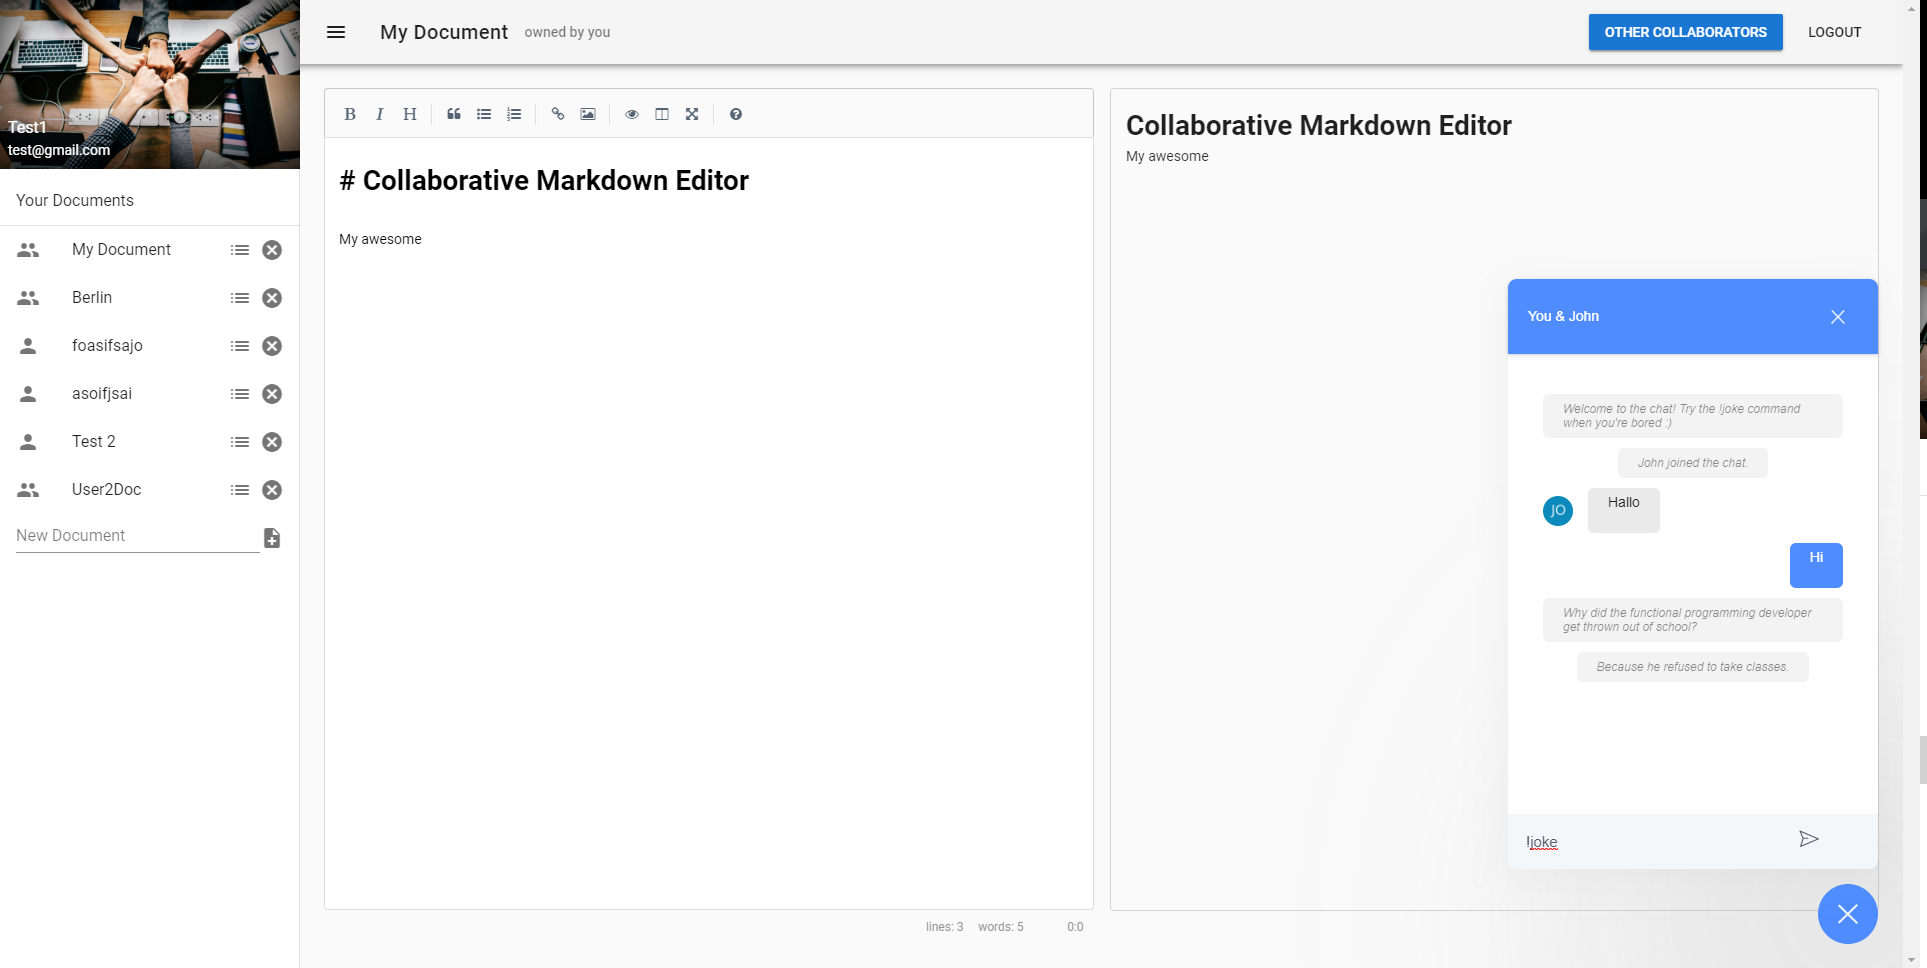 Test1
test@gmail.com
Your Documents
My Document
Berlin
foasifsajo
asoifjsai
Test 2
User2Doc
New Document
My Document owned by you
OTHER COLLABORATORS
LOGOUT
B I H
# Collaborative Markdown Editor
My awesome
lines: 3 words: 5 0:0
Collaborative Markdown Editor
My awesome
You & John
Welcome to the chat! Try the !joke command
when you're bored :)
John joined the chat.
JO
Hallo
Hi
Why did the functional programming developer
get thrown out of school?
Because he refused to take classes.
!joke